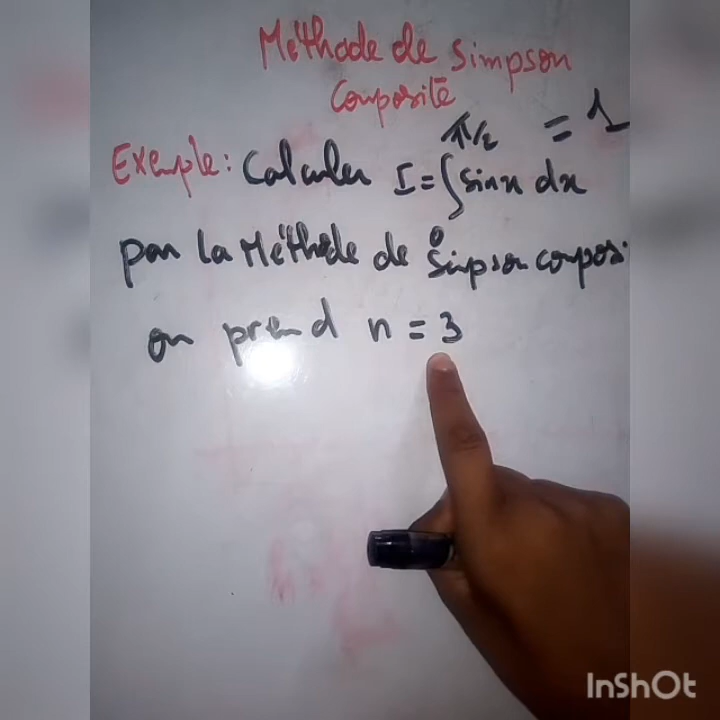 Méthode de Simpson
Composite
Exemple: Calculer I = ∫₀^π/2 sinx dx = 1
par la Méthode de Simpson compos
on prend n = 3
InShOt